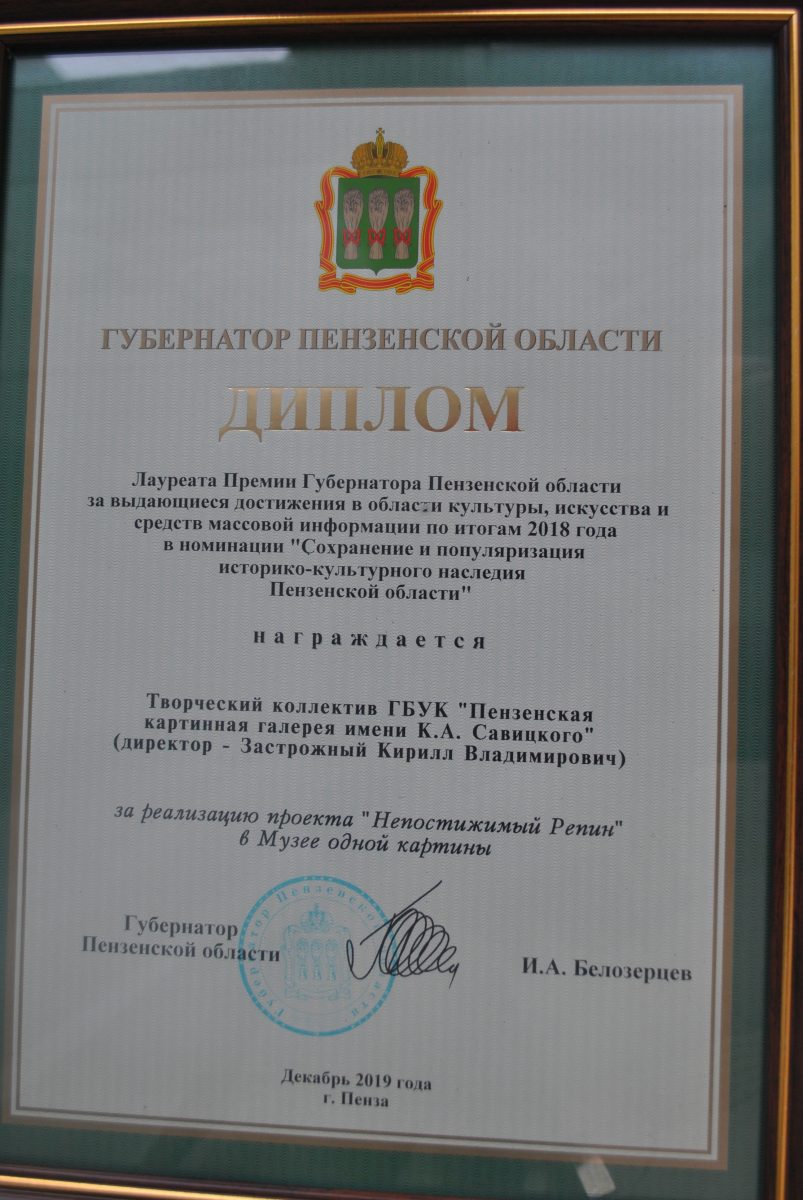 ГУБЕРНАТОР ПЕНЗЕНСКОЙ ОБЛАСТИ
ДИПЛОМ
Лауреата Премии Губернатора Пензенской области
за выдающиеся достижения в области культуры, искусства и
средств массовой информации по итогам 2018 года
в номинации "Сохранение и популяризация
историко-культурного наследия
Пензенской области"
награждается
Творческий коллектив ГБУК "Пензенская
картинная галерея имени К.А. Савицкого"
(директор - Застрожный Кирилл Владимирович)
за реализацию проекта "Непостижимый Репин"
в Музее одной картины
Губернатор
Пензенской области
Губернатор Пензенской области
И.А. Белозерцев
Декабрь 2019 года
г. Пенза